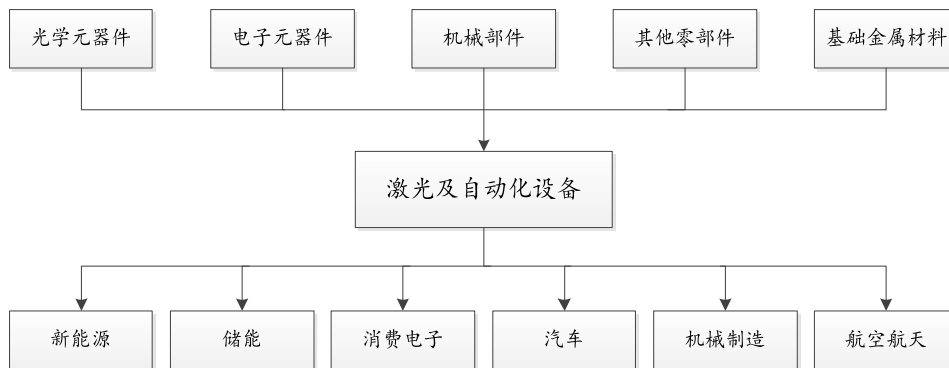 光学元器件
电子元器件
机械部件
其他零部件
基础金属材料
激光及自动化设备
新能源
储能
消费电子
汽车
机械制造
航空航天